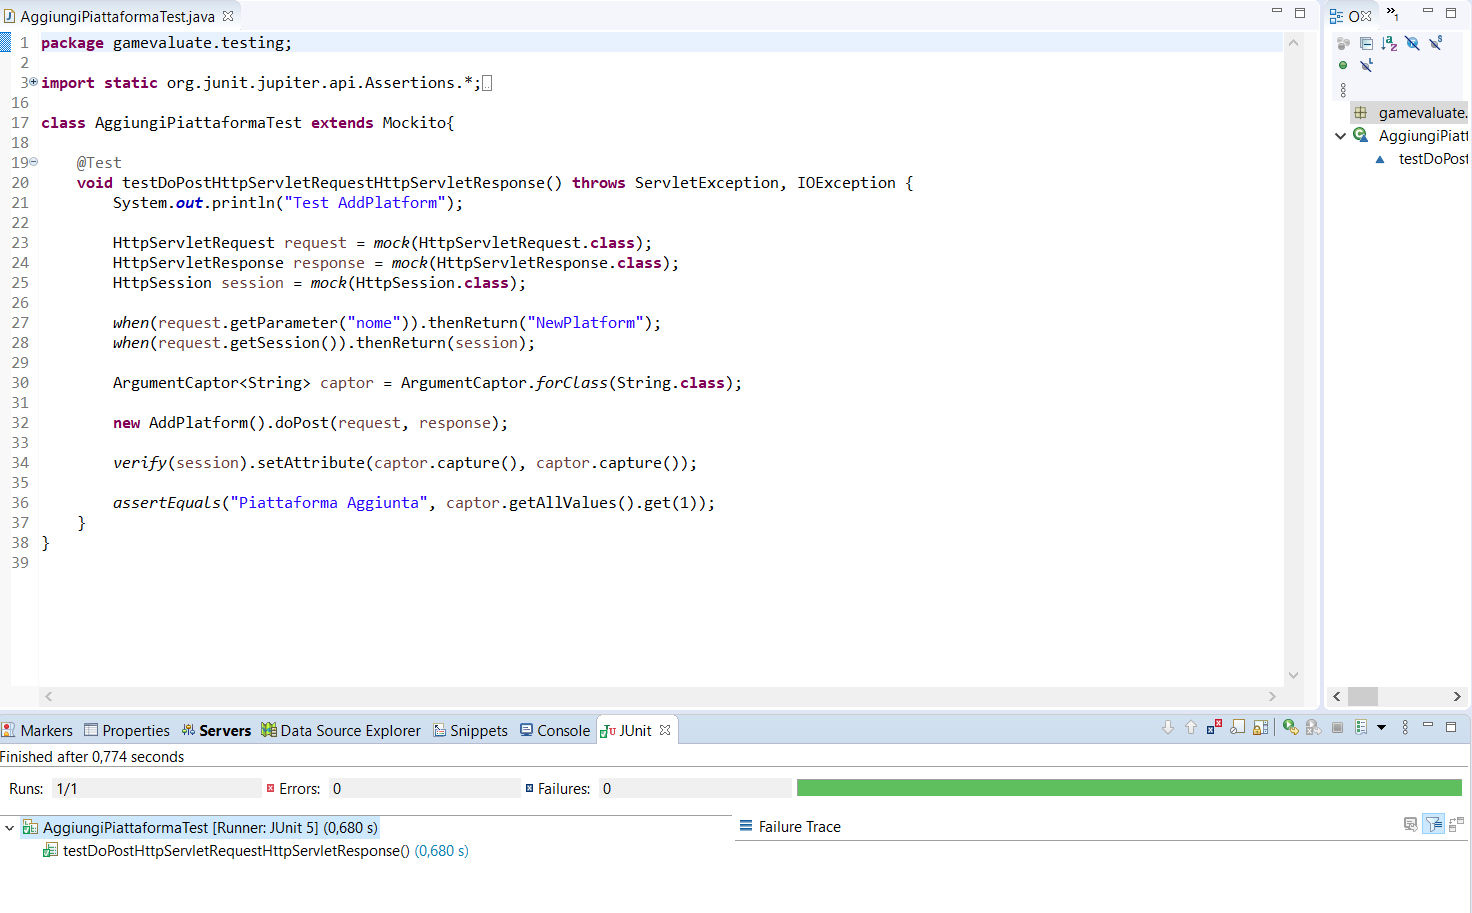 AggiungiPiattaformaTest.java
1 package gamevaluate.testing;
2
3 import static org.junit.jupiter.api.Assertions.*;
16
17 class AggiungiPiattaformaTest extends Mockito{
18
19 @Test
20 void testDoPostHttpServletRequestHttpServletResponse() throws ServletException, IOException {
21 System.out.println("Test AddPlatform");
22
23 HttpServletRequest request = mock(HttpServletRequest.class);
24 HttpServletResponse response = mock(HttpServletResponse.class);
25 HttpSession session = mock(HttpSession.class);
26
27 when(request.getParameter("nome")).thenReturn("NewPlatform");
28 when(request.getSession()).thenReturn(session);
29
30 ArgumentCaptor<String> captor = ArgumentCaptor.forClass(String.class);
31
32 new AddPlatform().doPost(request, response);
33
34 verify(session).setAttribute(captor.capture(), captor.capture());
35
36 assertEquals("Piattaforma Aggiunta", captor.getAllValues().get(1));
37 }
38 }
39
O
»1
gamevaluate.
AggiungiPiatt
testDoPost
Markers Properties Servers Data Source Explorer Snippets Console JUnit
Finished after 0,774 seconds
Runs: 1/1 Errors: 0 Failures: 0
AggiungiPiattaformaTest [Runner: JUnit 5] (0,680 s)
testDoPostHttpServletRequestHttpServletResponse() (0,680 s)
Failure Trace